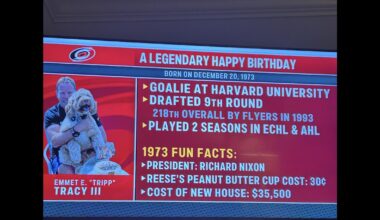 A LEGENDARY HAPPY BIRTHDAY
BORN ON DECEMBER 20, 1973
GOALIE AT HARVARD UNIVERSITY
DRAFTED 9TH ROUND
218TH OVERALL BY FLYERS IN 1993
PLAYED 2 SEASONS IN ECHL & AHL
1973 FUN FACTS:
PRESIDENT: RICHARD NIXON
REESE'S PEANUT BUTTER CUP COST: 30¢
COST OF NEW HOUSE: $35,500
EMMET E. "TRIPP"
TRACY III